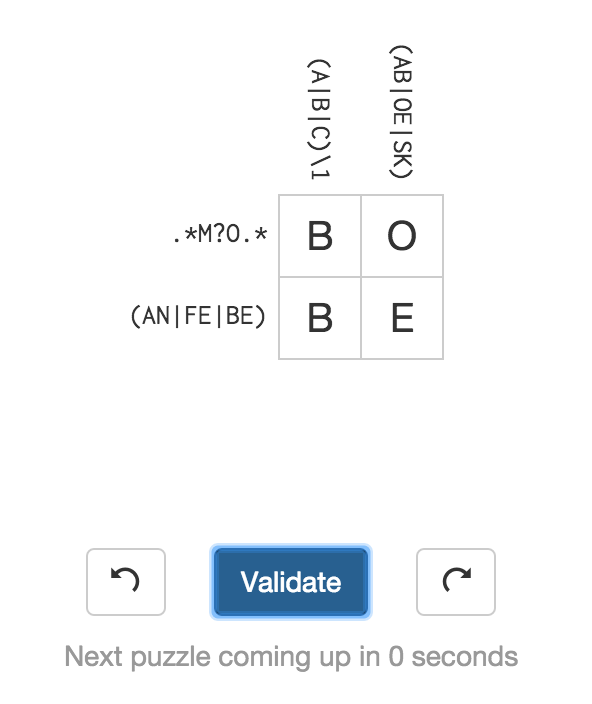 (A|B|C)\1
(AB|OE|SK)
.*M?O.*
B
O
(AN|FE|BE)
B
E
Validate
Next puzzle coming up in 0 seconds